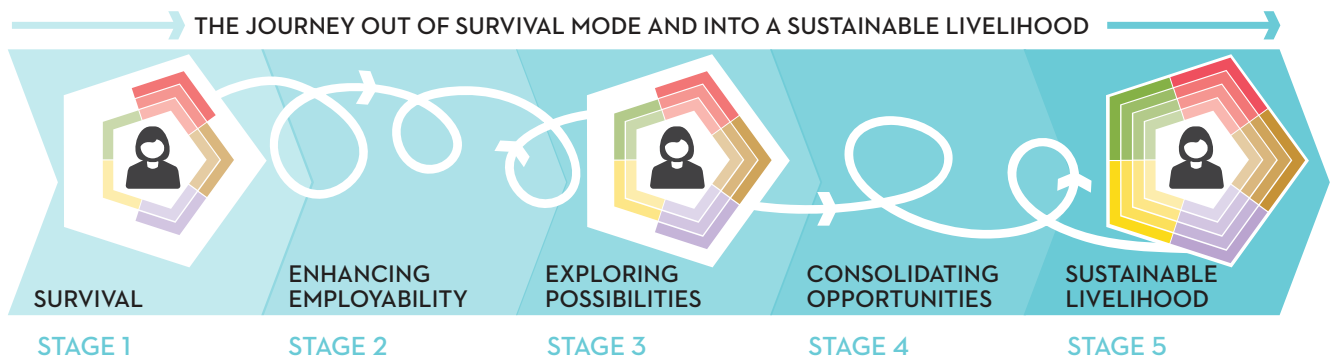 THE JOURNEY OUT OF SURVIVAL MODE AND INTO A SUSTAINABLE LIVELIHOOD
SURVIVAL
ENHANCING
EMPLOYABILITY
EXPLORING
POSSIBILITIES
CONSOLIDATING
OPPORTUNITIES
SUSTAINABLE
LIVELIHOOD
STAGE 1
STAGE 2
STAGE 3
STAGE 4
STAGE 5